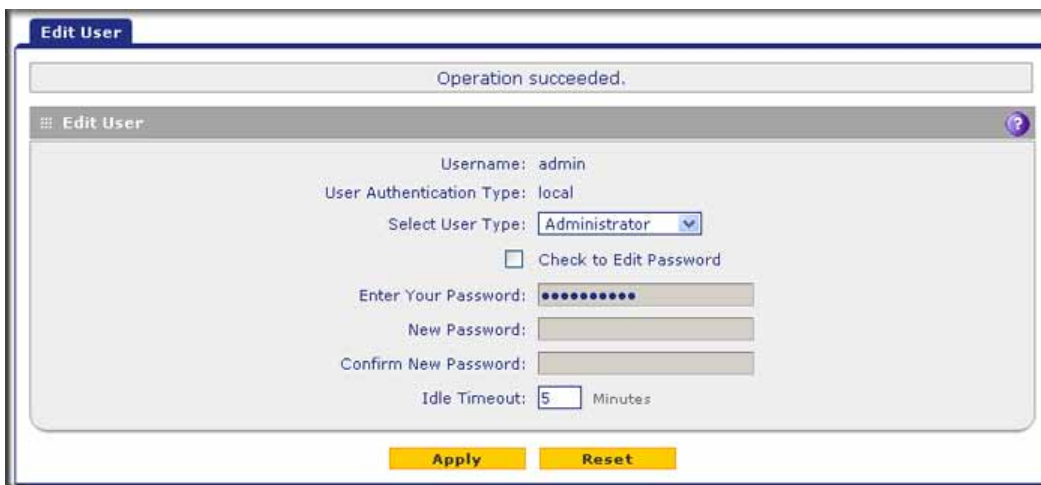 Edit User
Operation succeeded.
Edit User
?
Username: admin
User Authentication Type: local
Select User Type: Administrator
Check to Edit Password
Enter Your Password: ••••••••••
New Password:
Confirm New Password:
Idle Timeout: 5 Minutes
Apply Reset